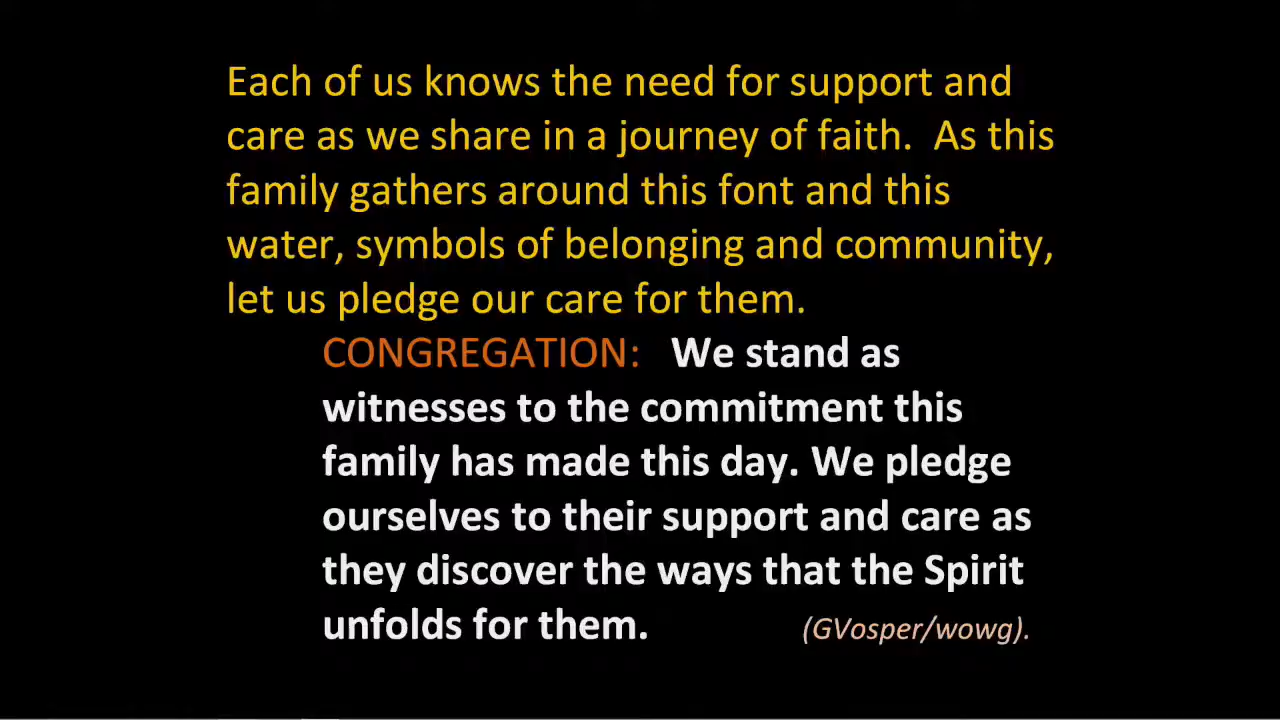 Each of us knows the need for support and
care as we share in a journey of faith.  As this
family gathers around this font and this
water, symbols of belonging and community,
let us pledge our care for them.
CONGREGATION:   We stand as
witnesses to the commitment this
family has made this day. We pledge
ourselves to their support and care as
they discover the ways that the Spirit
unfolds for them.   (GVosper/wowg).